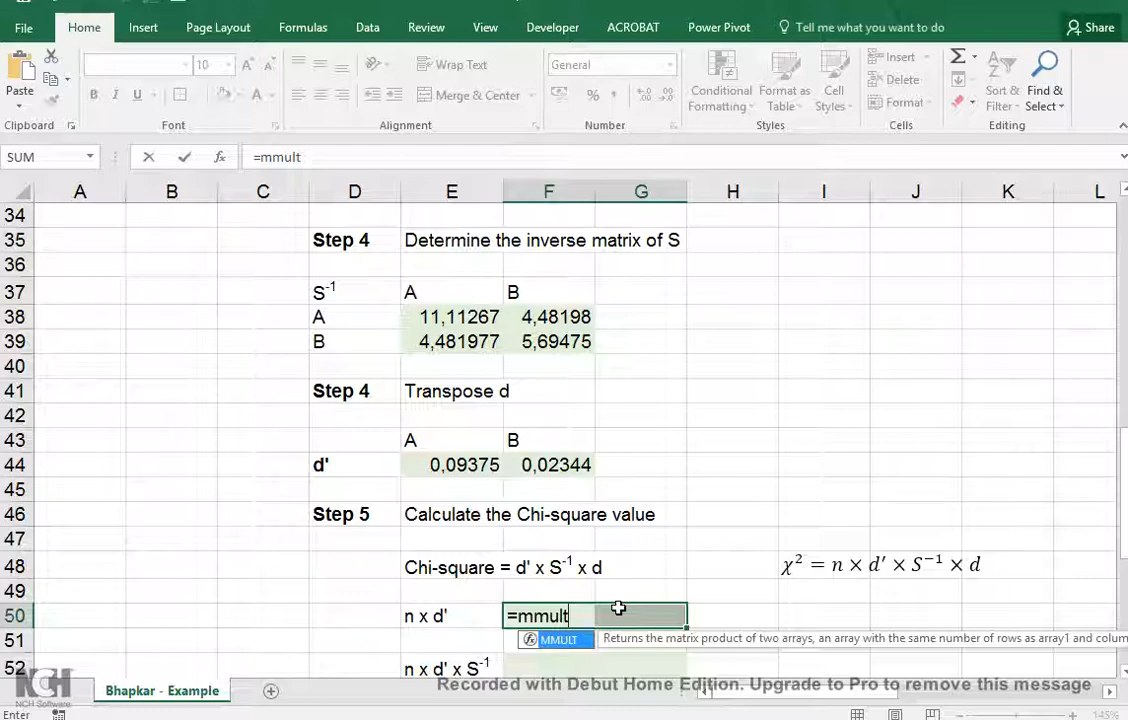 File Home Insert Page Layout Formulas Data Review View Developer ACROBAT Power Pivot Tell me what you want to do Share
Paste
10
Wrap Text
Merge & Center
General
Conditional Formatting
Format as Table
Cell Styles
Insert
Delete
Format
Sort & Filter
Find & Select
Clipboard Font Alignment Number Styles Cells Editing
SUM =mmult
A B C D E F G H I J K L
34
35 Step 4 Determine the inverse matrix of S
36
37 S-1 A B
38 A 11,11267 4,48198
39 B 4,481977 5,69475
40
41 Step 4 Transpose d
42
43 A B
44 d' 0,09375 0,02344
45
46 Step 5 Calculate the Chi-square value
47
48 Chi-square = d' x S-1 x d χ² = n × d′ × S−1 × d
49
50 n x d' =mmult
51 MMULT Returns the matrix product of two arrays, an array with the same number of rows as array1 and colum
52 n x d' x S-1
NCH
NCH Software
Bhapkar - Example
Recorded with Debut Home Edition. Upgrade to Pro to remove this message
Enter 145%